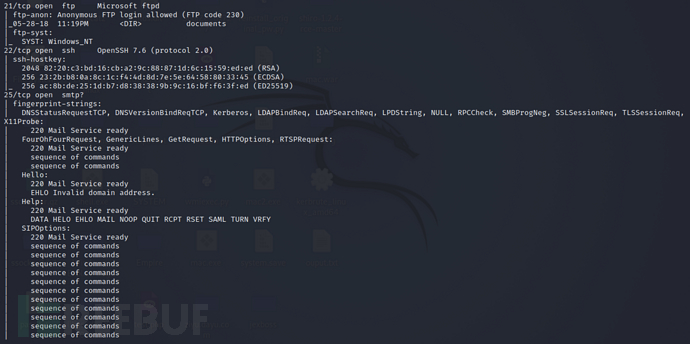 21/tcp open  ftp     Microsoft ftpd
| ftp-anon: Anonymous FTP login allowed (FTP code 230)
|_05-28-18  11:19PM       <DIR>          documents
| ftp-syst:
|_  SYST: Windows_NT
22/tcp open  ssh     OpenSSH 7.6 (protocol 2.0)
| ssh-hostkey:
|   2048 82:20:c3:bd:16:cb:a2:9c:88:87:1d:6c:15:59:ed:ed (RSA)
|   256 23:2b:b8:0a:8c:1c:f4:4d:8d:7e:5e:64:58:80:33:45 (ECDSA)
|_  256 ac:8b:de:25:1d:b7:d8:38:38:9b:9c:16:bf:f6:3f:ed (ED25519)
25/tcp open  smtp?
| fingerprint-strings:
|   DNSStatusRequestTCP, DNSVersionBindReqTCP, Kerberos, LDAPBindReq, LDAPSearchReq, LPDString, NULL, RPCCheck, SMBProgNeg, SSLSessionReq, TLSSessionReq,
X11Probe:
|     220 Mail Service ready
|   FourOhFourRequest, GenericLines, GetRequest, HTTPOptions, RTSPRequest:
|     220 Mail Service ready
|     sequence of commands
|     sequence of commands
|   Hello:
|     220 Mail Service ready
|     EHLO Invalid domain address.
|   Help:
|     220 Mail Service ready
|     DATA HELO EHLO MAIL NOOP QUIT RCPT RSET SAML TURN VRFY
|   SIPOptions:
|     220 Mail Service ready
|     sequence of commands
|     sequence of commands
|     sequence of commands
|     sequence of commands
|     sequence of commands
|     sequence of commands
|     sequence of commands
|     sequence of commands
|     sequence of commands
|     sequence of commands
|     sequence of commands